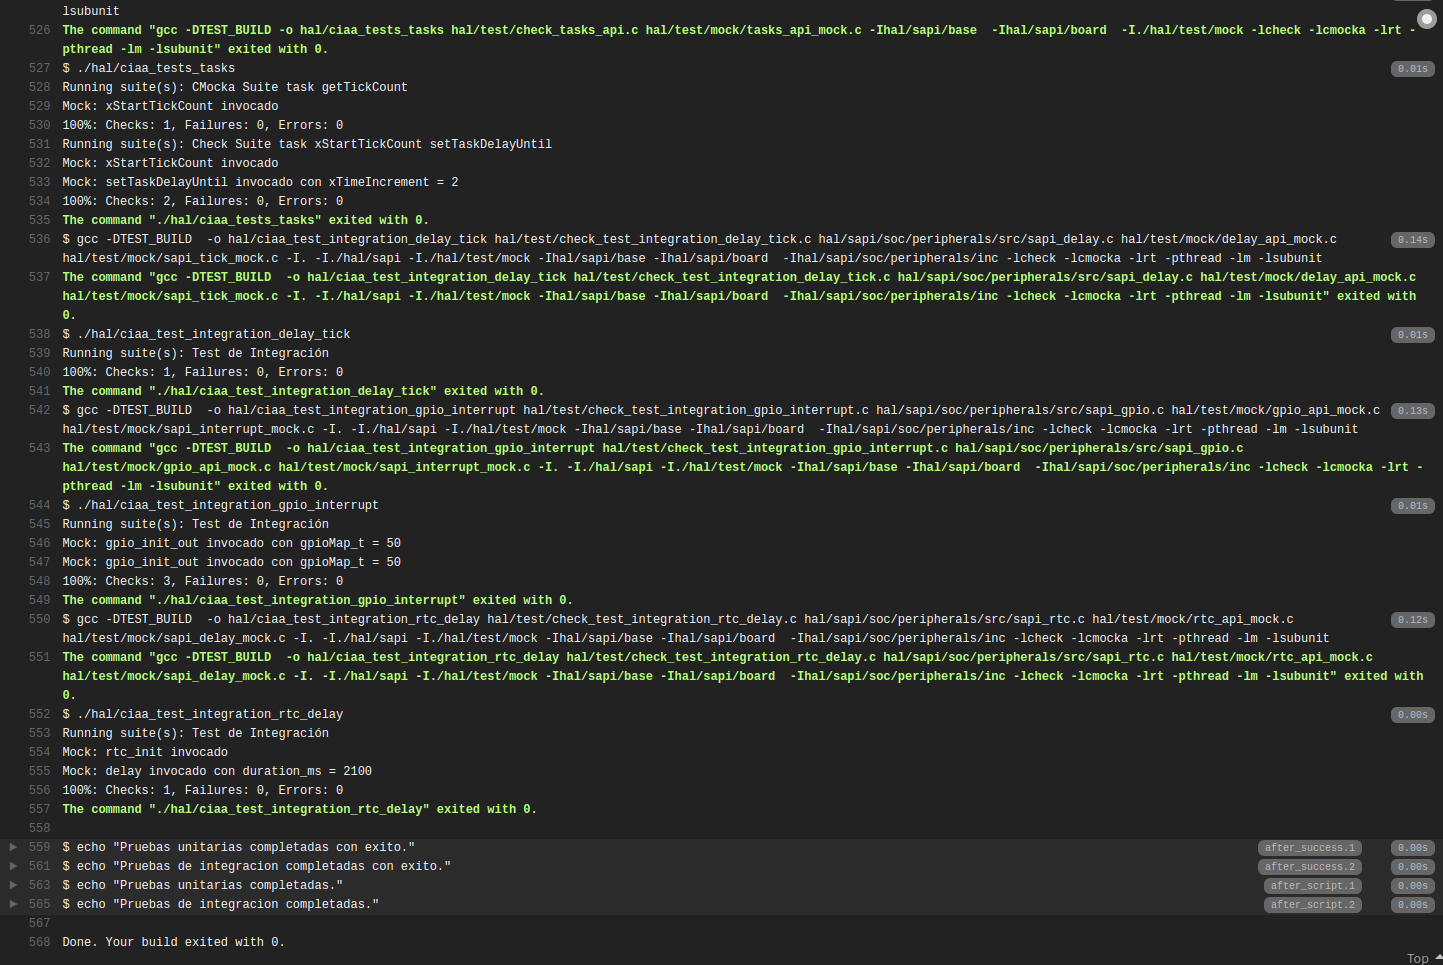 lsubunit
526 The command "gcc -DTEST_BUILD -o hal/ciaa_tests_tasks hal/test/check_tasks_api.c hal/test/mock/tasks_api_mock.c -Ihal/sapi/base  -Ihal/sapi/board  -I./hal/test/mock -lcheck -lcmocka -lrt -
pthread -lm -lsubunit" exited with 0.
527 $ ./hal/ciaa_tests_tasks 0.01s
528 Running suite(s): CMocka Suite task getTickCount
529 Mock: xStartTickCount invocado
530 100%: Checks: 1, Failures: 0, Errors: 0
531 Running suite(s): Check Suite task xStartTickCount setTaskDelayUntil
532 Mock: xStartTickCount invocado
533 Mock: setTaskDelayUntil invocado con xTimeIncrement = 2
534 100%: Checks: 2, Failures: 0, Errors: 0
535 The command "./hal/ciaa_tests_tasks" exited with 0.
536 $ gcc -DTEST_BUILD  -o hal/ciaa_test_integration_delay_tick hal/test/check_test_integration_delay_tick.c hal/sapi/soc/peripherals/src/sapi_delay.c hal/test/mock/delay_api_mock.c 0.14s
hal/test/mock/sapi_tick_mock.c -I. -I./hal/sapi -I./hal/test/mock -Ihal/sapi/base -Ihal/sapi/board  -Ihal/sapi/soc/peripherals/inc -lcheck -lcmocka -lrt -pthread -lm -lsubunit
537 The command "gcc -DTEST_BUILD  -o hal/ciaa_test_integration_delay_tick hal/test/check_test_integration_delay_tick.c hal/sapi/soc/peripherals/src/sapi_delay.c hal/test/mock/delay_api_mock.c
hal/test/mock/sapi_tick_mock.c -I. -I./hal/sapi -I./hal/test/mock -Ihal/sapi/base -Ihal/sapi/board  -Ihal/sapi/soc/peripherals/inc -lcheck -lcmocka -lrt -pthread -lm -lsubunit" exited with
0.
538 $ ./hal/ciaa_test_integration_delay_tick 0.01s
539 Running suite(s): Test de Integración
540 100%: Checks: 1, Failures: 0, Errors: 0
541 The command "./hal/ciaa_test_integration_delay_tick" exited with 0.
542 $ gcc -DTEST_BUILD  -o hal/ciaa_test_integration_gpio_interrupt hal/test/check_test_integration_gpio_interrupt.c hal/sapi/soc/peripherals/src/sapi_gpio.c hal/test/mock/gpio_api_mock.c 0.13s
hal/test/mock/sapi_interrupt_mock.c -I. -I./hal/sapi -I./hal/test/mock -Ihal/sapi/base -Ihal/sapi/board  -Ihal/sapi/soc/peripherals/inc -lcheck -lcmocka -lrt -pthread -lm -lsubunit
543 The command "gcc -DTEST_BUILD  -o hal/ciaa_test_integration_gpio_interrupt hal/test/check_test_integration_gpio_interrupt.c hal/sapi/soc/peripherals/src/sapi_gpio.c
hal/test/mock/gpio_api_mock.c hal/test/mock/sapi_interrupt_mock.c -I. -I./hal/sapi -I./hal/test/mock -Ihal/sapi/base -Ihal/sapi/board  -Ihal/sapi/soc/peripherals/inc -lcheck -lcmocka -lrt -
pthread -lm -lsubunit" exited with 0.
544 $ ./hal/ciaa_test_integration_gpio_interrupt 0.01s
545 Running suite(s): Test de Integración
546 Mock: gpio_init_out invocado con gpioMap_t = 50
547 Mock: gpio_init_out invocado con gpioMap_t = 50
548 100%: Checks: 3, Failures: 0, Errors: 0
549 The command "./hal/ciaa_test_integration_gpio_interrupt" exited with 0.
550 $ gcc -DTEST_BUILD  -o hal/ciaa_test_integration_rtc_delay hal/test/check_test_integration_rtc_delay.c hal/sapi/soc/peripherals/src/sapi_rtc.c hal/test/mock/rtc_api_mock.c 0.12s
hal/test/mock/sapi_delay_mock.c -I. -I./hal/sapi -I./hal/test/mock -Ihal/sapi/base -Ihal/sapi/board  -Ihal/sapi/soc/peripherals/inc -lcheck -lcmocka -lrt -pthread -lm -lsubunit
551 The command "gcc -DTEST_BUILD  -o hal/ciaa_test_integration_rtc_delay hal/test/check_test_integration_rtc_delay.c hal/sapi/soc/peripherals/src/sapi_rtc.c hal/test/mock/rtc_api_mock.c
hal/test/mock/sapi_delay_mock.c -I. -I./hal/sapi -I./hal/test/mock -Ihal/sapi/base -Ihal/sapi/board  -Ihal/sapi/soc/peripherals/inc -lcheck -lcmocka -lrt -pthread -lm -lsubunit" exited with
0.
552 $ ./hal/ciaa_test_integration_rtc_delay 0.00s
553 Running suite(s): Test de Integración
554 Mock: rtc_init invocado
555 Mock: delay invocado con duration_ms = 2100
556 100%: Checks: 1, Failures: 0, Errors: 0
557 The command "./hal/ciaa_test_integration_rtc_delay" exited with 0.
558
559 $ echo "Pruebas unitarias completadas con exito." after_success.1 0.00s
561 $ echo "Pruebas de integracion completadas con exito." after_success.2 0.00s
563 $ echo "Pruebas unitarias completadas." after_script.1 0.00s
565 $ echo "Pruebas de integracion completadas." after_script.2 0.00s
567
568 Done. Your build exited with 0.
Top